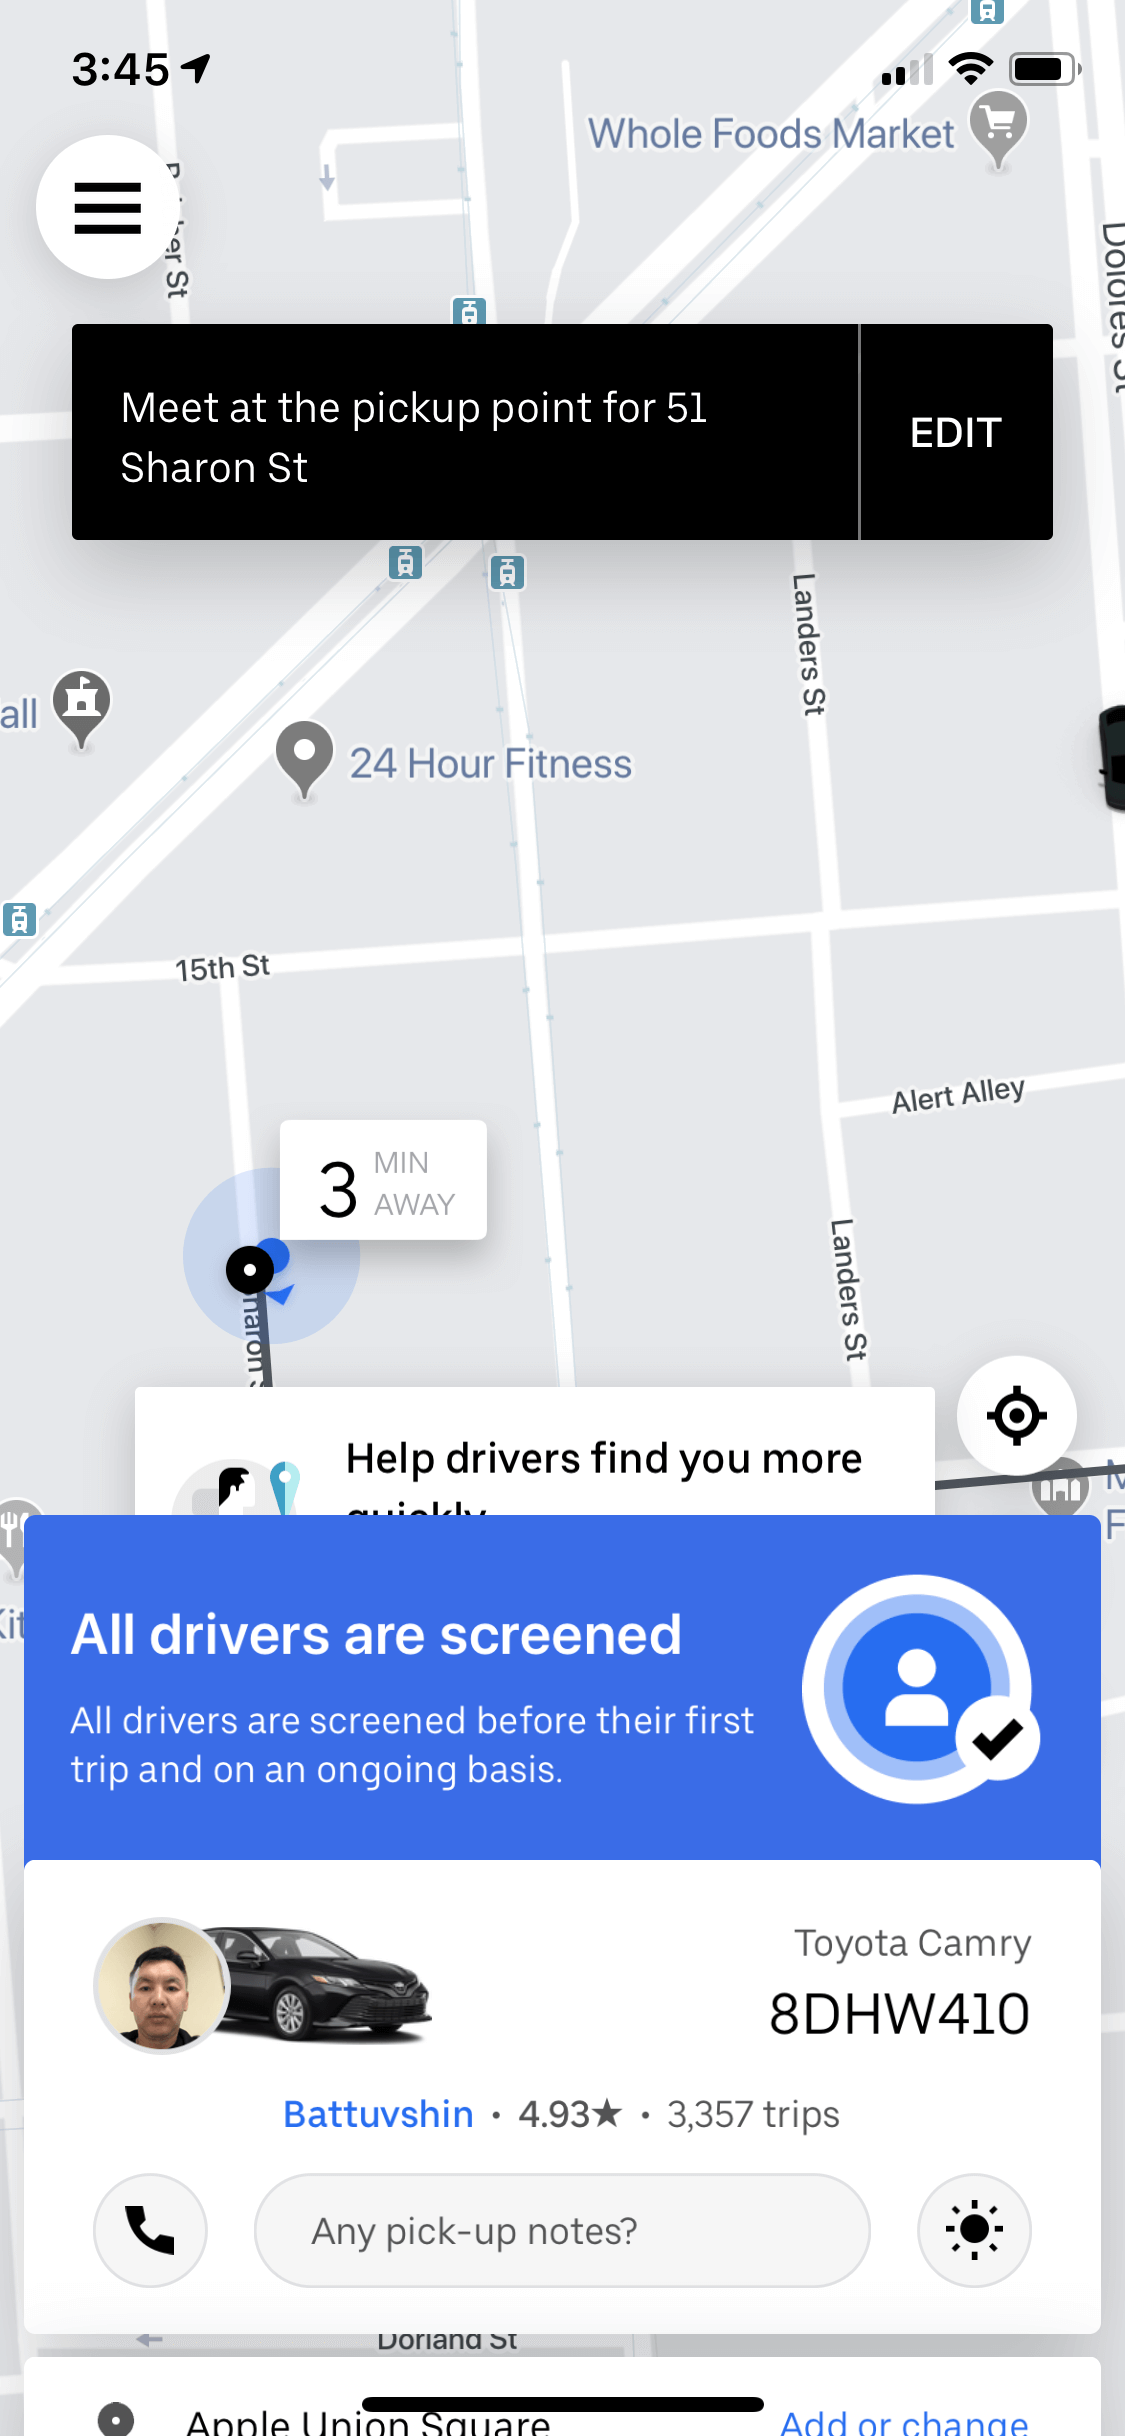 3:45
Whole Foods Market
Dolores St
Meet at the pickup point for 51
Sharon St
EDIT
Landers St
all
24 Hour Fitness
15th St
Alert Alley
3 MIN
AWAY
Landers St
Help drivers find you more
quickly
All drivers are screened
All drivers are screened before their first
trip and on an ongoing basis.
Toyota Camry
8DHW410
Battuvshin • 4.93★ • 3,357 trips
Any pick-up notes?
Dorland St
Apple Union Square
Add or change